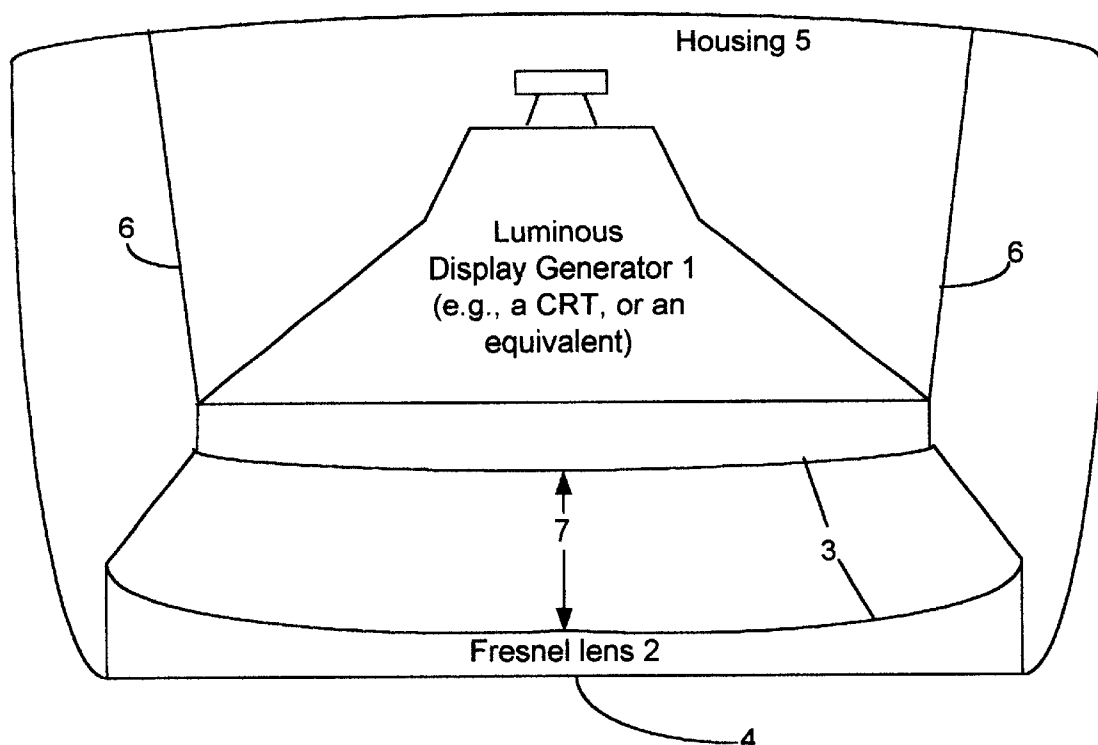 Housing 5
6
Luminous
Display Generator 1
(e.g., a CRT, or an
equivalent)
6
7
3
Fresnel lens 2
4